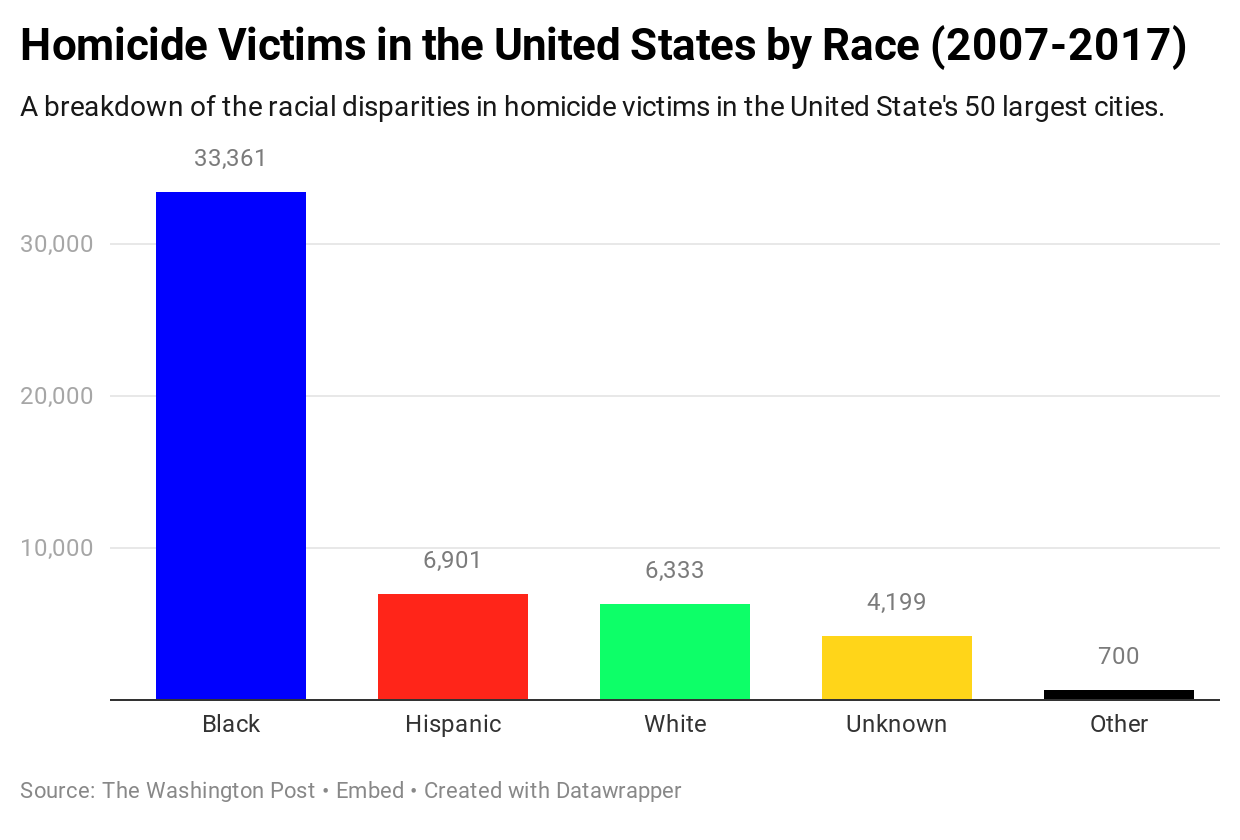 Homicide Victims in the United States by Race (2007-2017)
A breakdown of the racial disparities in homicide victims in the United State's 50 largest cities.
33,361
30,000
20,000
10,000
6,901
6,333
4,199
700
Black Hispanic White Unknown Other
Source: The Washington Post • Embed • Created with Datawrapper